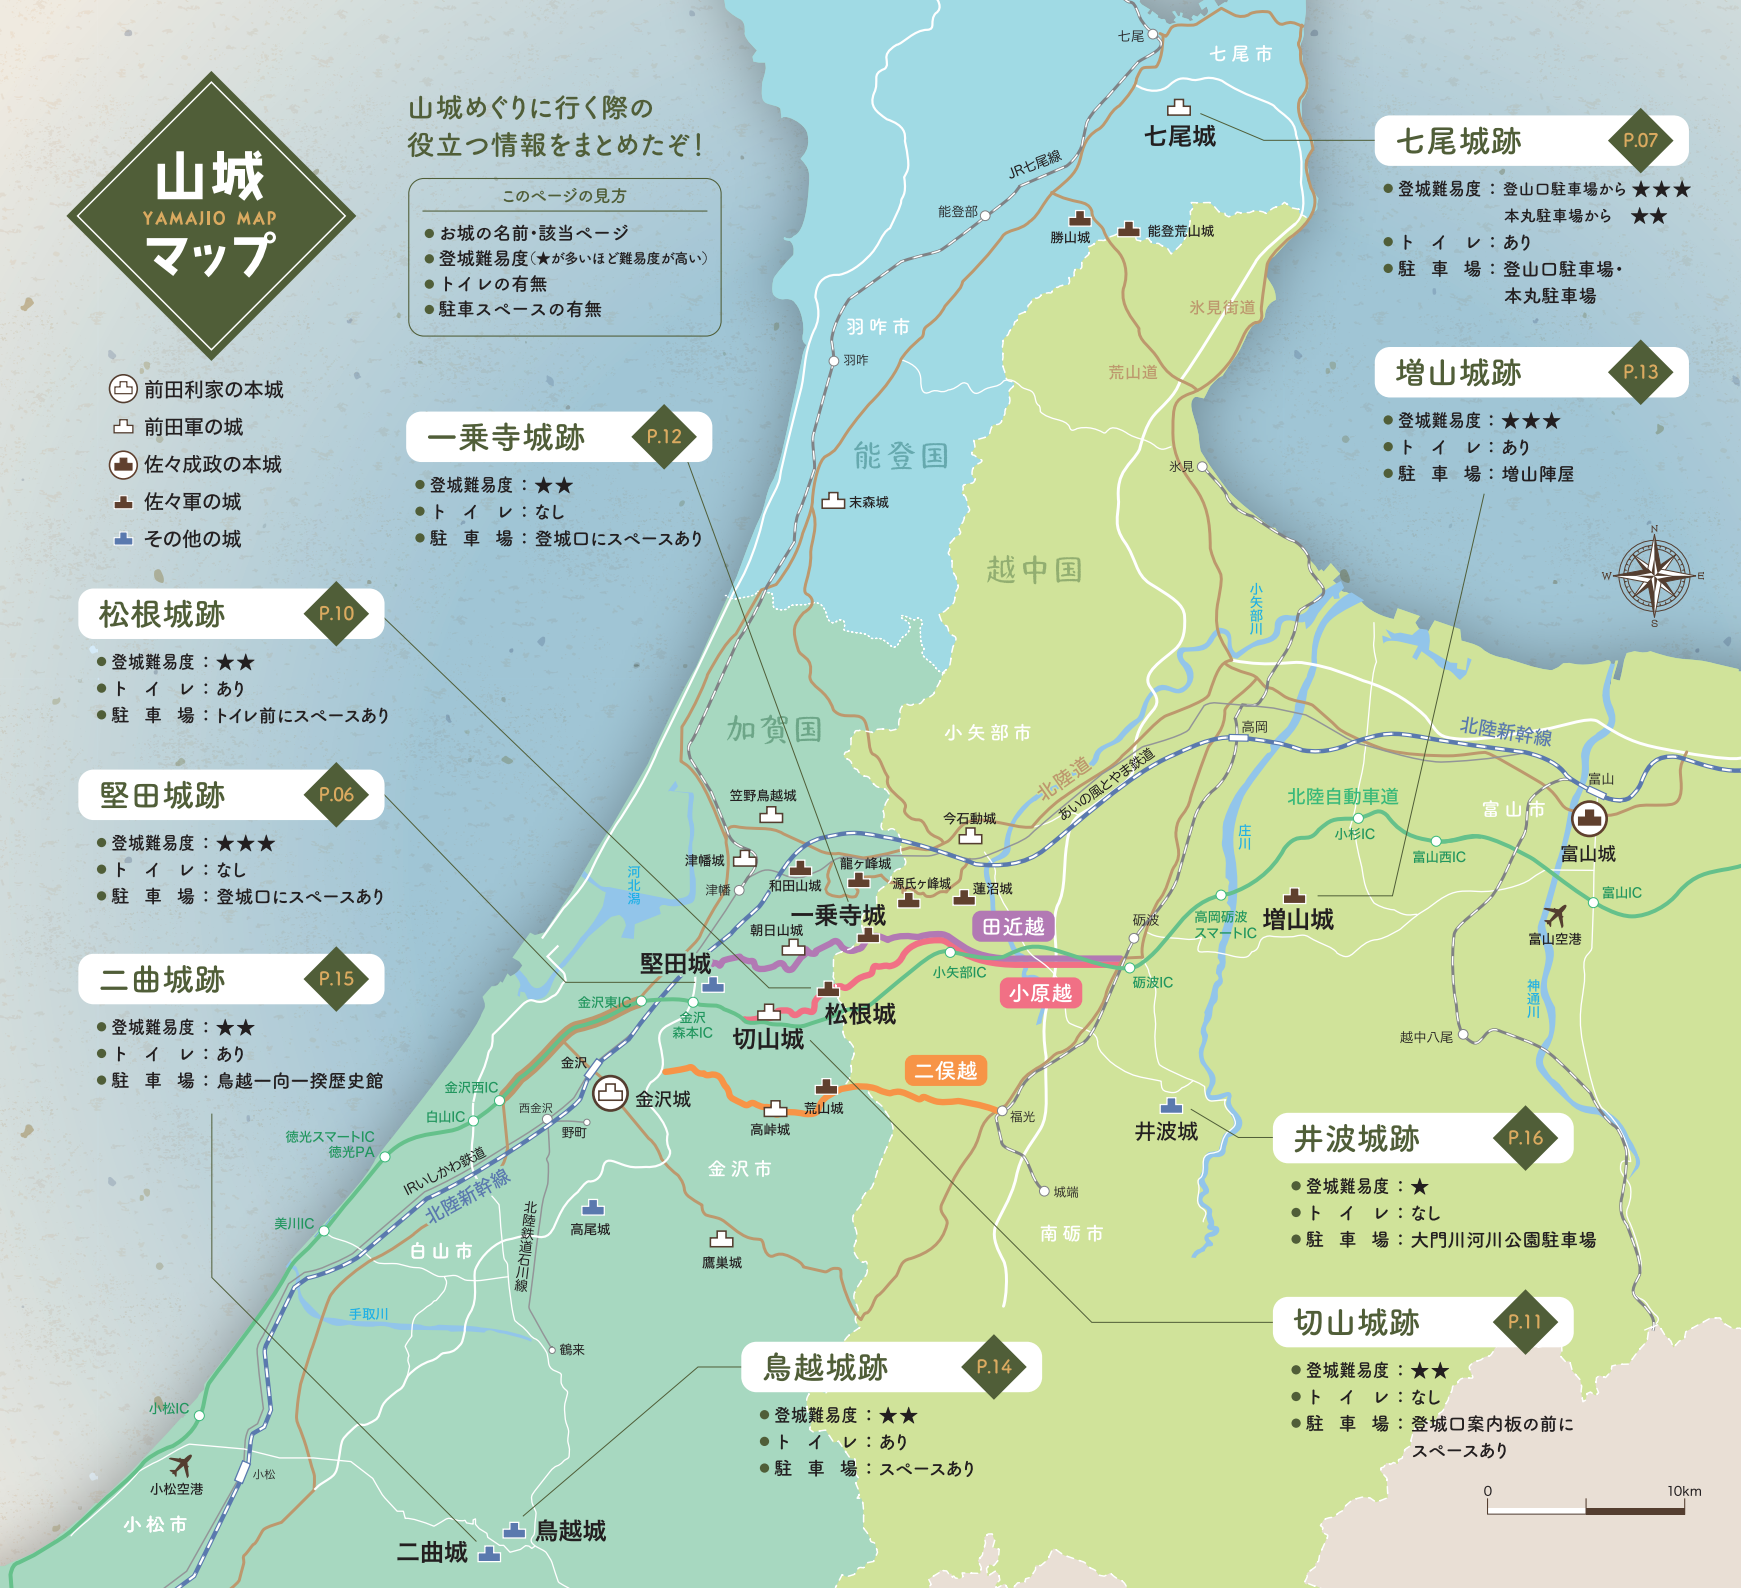 山城
YAMAJIO MAP
マップ
山城めぐりに行く際の
役立つ情報をまとめたぞ！
このページの見方
●お城の名前・該当ページ
●登城難易度（★が多いほど難易度が高い）
●トイレの有無
●駐車スペースの有無
前田利家の本城
前田軍の城
佐々成政の本城
佐々軍の城
その他の城
七尾城跡 P.07
●登城難易度：登山口駐車場から ★★★
本丸駐車場から ★★
●トイレ：あり
●駐車場：登山口駐車場・
本丸駐車場
増山城跡 P.13
●登城難易度：★★★
●トイレ：あり
●駐車場：増山陣屋
一乗寺城跡 P.12
●登城難易度：★★
●トイレ：なし
●駐車場：登城口にスペースあり
松根城跡 P.10
●登城難易度：★★
●トイレ：あり
●駐車場：トイレ前にスペースあり
堅田城跡 P.06
●登城難易度：★★★
●トイレ：なし
●駐車場：登城口にスペースあり
二曲城跡 P.15
●登城難易度：★★
●トイレ：あり
●駐車場：鳥越一向一揆歴史館
鳥越城跡 P.14
●登城難易度：★★
●トイレ：あり
●駐車場：スペースあり
井波城跡 P.16
●登城難易度：★
●トイレ：なし
●駐車場：大門川河川公園駐車場
切山城跡 P.11
●登城難易度：★★
●トイレ：なし
●駐車場：登城口案内板の前に
スペースあり
七尾
七尾市
七尾城
JR七尾線
能登部
勝山城
能登荒山城
氷見街道
荒山道
羽咋市
羽咋
能登国
末森城
氷見
越中国
小矢部川
加賀国
小矢部市
高岡
北陸新幹線
北陸道
あいの風とやま鉄道
北陸自動車道
小杉IC
富山西IC
富山
富山市
富山城
富山IC
富山空港
神通川
庄川
笠野鳥越城
今石動城
津幡城
津幡
和田山城
龍ヶ峰城
源氏ヶ峰城
蓮沼城
一乗寺城
朝日山城
田近越
河北潟
堅田城
小矢部IC
小原越
砺波
砺波IC
高岡砺波
スマートIC
増山城
松根城
切山城
金沢東IC
金沢
森本IC
金沢
金沢城
二俣越
荒山城
高峠城
福光
越中八尾
井波城
城端
南砺市
金沢市
金沢西IC
白山IC
西金沢
野町
徳光スマートIC
徳光PA
IRいしかわ鉄道
北陸新幹線
美川IC
白山市
北陸鉄道石川線
高尾城
鷹巣城
手取川
鶴来
小松IC
小松空港
小松
小松市
鳥越城
二曲城
N
W
E
S
0
10km